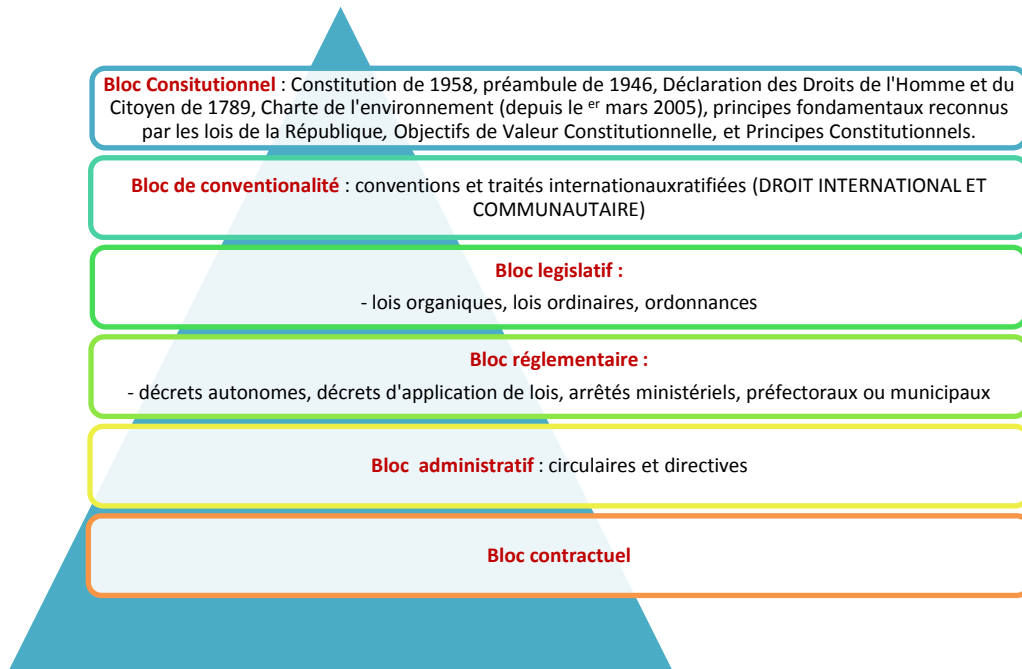 Bloc Consitutionnel : Constitution de 1958, préambule de 1946, Déclaration des Droits de l'Homme et du
Citoyen de 1789, Charte de l'environnement (depuis le er mars 2005), principes fondamentaux reconnus
par les lois de la République, Objectifs de Valeur Constitutionnelle, et Principes Constitutionnels.
Bloc de conventionalité : conventions et traités internationauxratifiées (DROIT INTERNATIONAL ET
COMMUNAUTAIRE)
Bloc legislatif :
- lois organiques, lois ordinaires, ordonnances
Bloc réglementaire :
- décrets autonomes, décrets d'application de lois, arrêtés ministériels, préfectoraux ou municipaux
Bloc administratif : circulaires et directives
Bloc contractuel